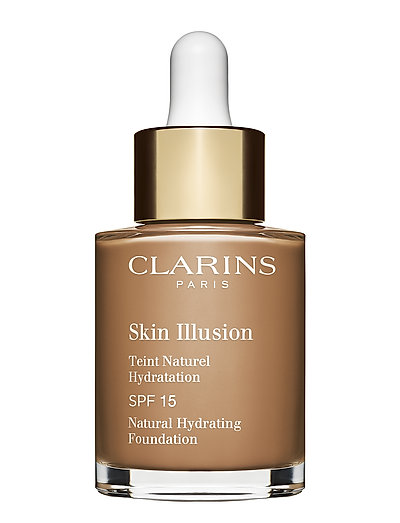 CLARINS
PARIS
Skin Illusion
Teint Naturel
Hydratation
SPF 15
Natural Hydrating
Foundation